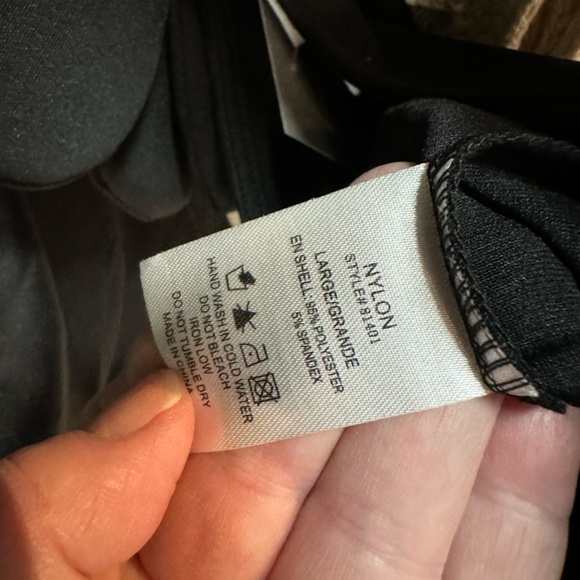 NYLON
STYLE# 81401
LARGE/GRANDE
EN SHELL: 95% POLYESTER
5% SPANDEX
HAND WASH IN COLD WATER
DO NOT BLEACH
IRON LOW
DO NOT TUMBLE DRY
MADE IN CHINA